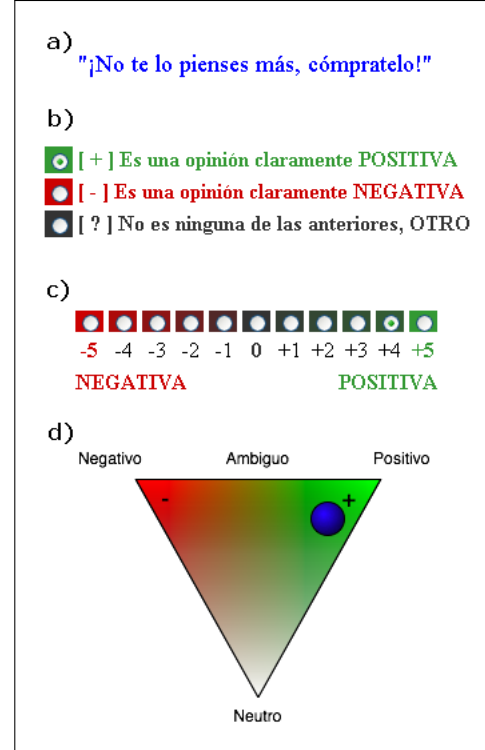 a)
"¡No te lo pienses más, cómpratelo!"
b)
[ + ] Es una opinión claramente POSITIVA
[ - ] Es una opinión claramente NEGATIVA
[ ? ] No es ninguna de las anteriores, OTRO
c)
-5 -4 -3 -2 -1 0 +1 +2 +3 +4 +5
NEGATIVA POSITIVA
d)
Negativo Ambiguo Positivo
- +
Neutro